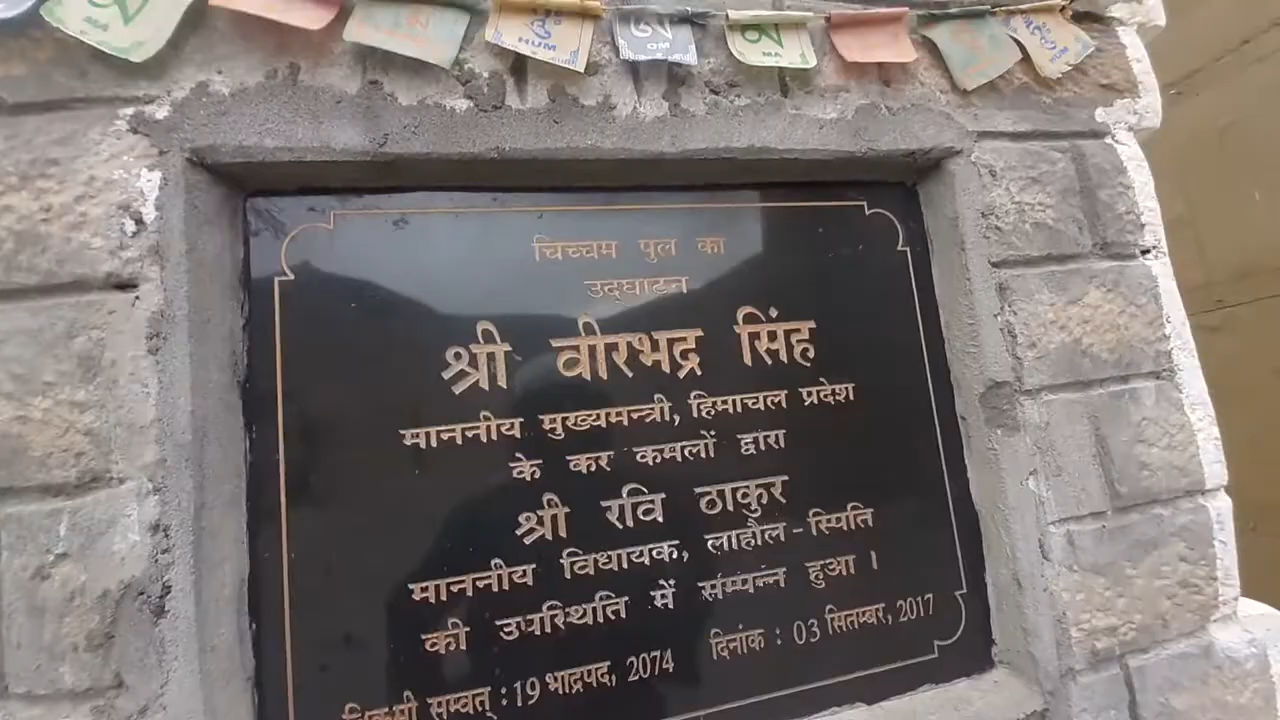 HUM
OM
MA
HUM
चिच्चम पुल का
उद्घाटन
श्री वीरभद्र सिंह
माननीय मुख्यमन्त्री, हिमाचल प्रदेश
के कर कमलों द्वारा
श्री रवि ठाकुर
माननीय विधायक, लाहौल - स्पिति
की उपस्थिति में संम्पन्न हुआ ।
विक्रमी सम्वत् : 19 भाद्रपद, 2074 दिनांक : 03 सितम्बर, 2017